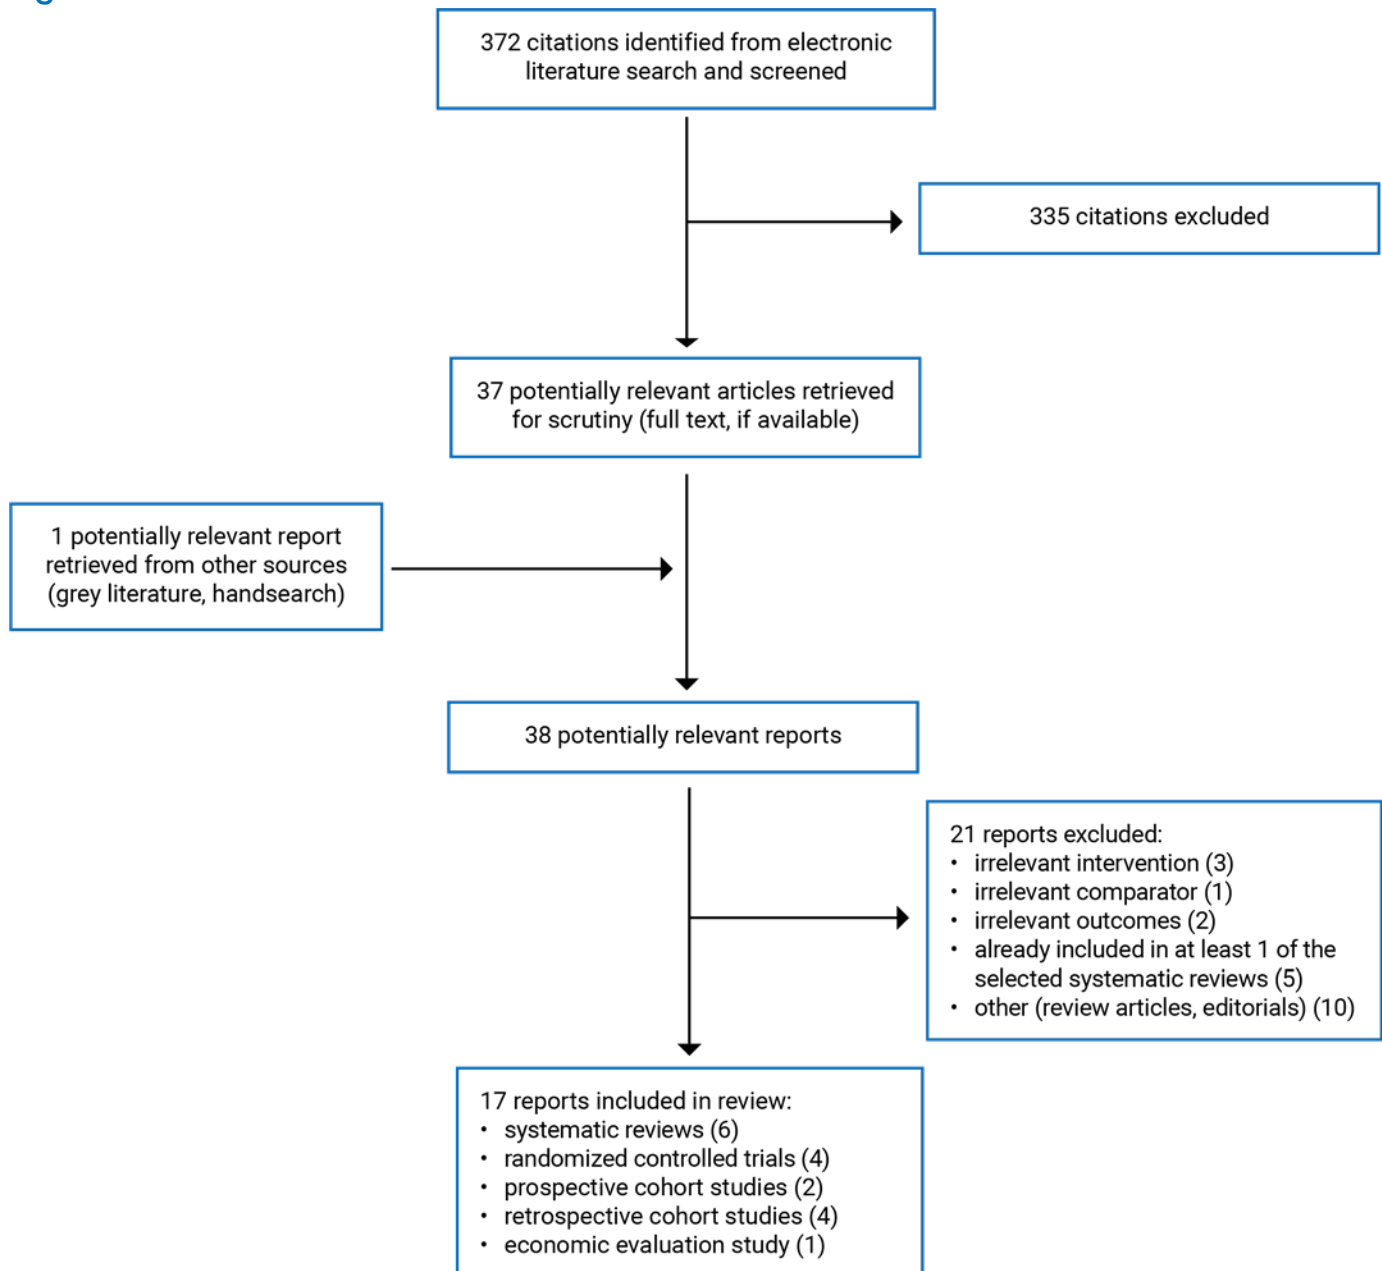 372 citations identified from electronic
literature search and screened
335 citations excluded
37 potentially relevant articles retrieved
for scrutiny (full text, if available)
1 potentially relevant report
retrieved from other sources
(grey literature, handsearch)
38 potentially relevant reports
21 reports excluded:
• irrelevant intervention (3)
• irrelevant comparator (1)
• irrelevant outcomes (2)
• already included in at least 1 of the
selected systematic reviews (5)
• other (review articles, editorials) (10)
17 reports included in review:
• systematic reviews (6)
• randomized controlled trials (4)
• prospective cohort studies (2)
• retrospective cohort studies (4)
• economic evaluation study (1)